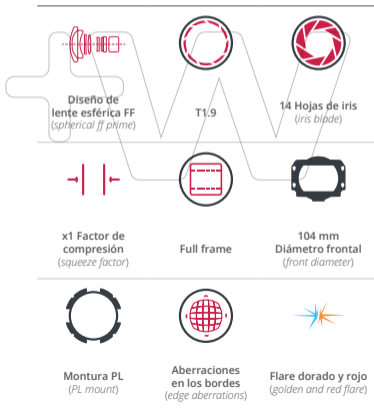 Diseño de
lente esférica FF
(spherical ff prime)
T1.9
14 Hojas de iris
(iris blade)
x1 Factor de
compresión
(squeeze factor)
Full frame
104 mm
Diámetro frontal
(front diameter)
Montura PL
(PL mount)
Aberraciones
en los bordes
(edge aberrations)
Flare dorado y rojo
(golden and red flare)